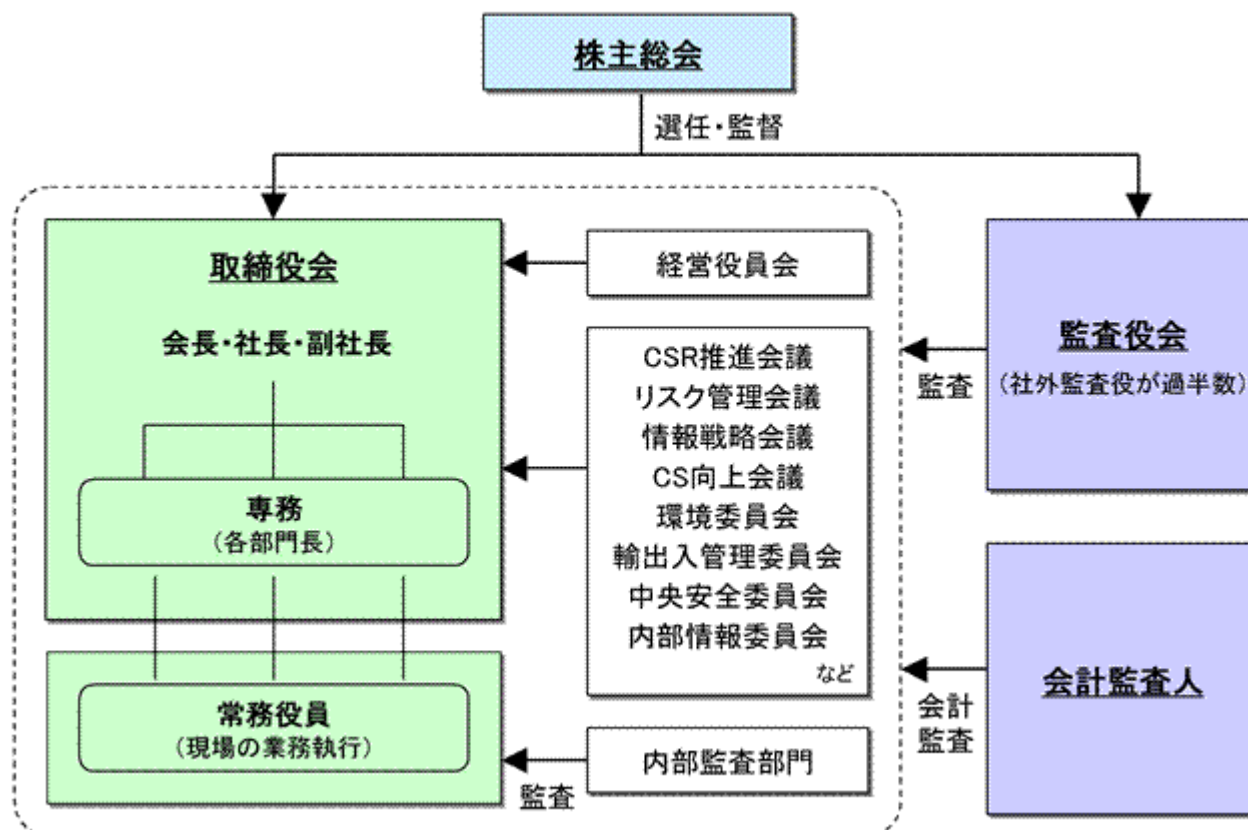 株主総会
選任・監督
取締役会
会長・社長・副社長
専務
(各部門長)
常務役員
(現場の業務執行)
経営役員会
CSR推進会議
リスク管理会議
情報戦略会議
CS向上会議
環境委員会
輸出入管理委員会
中央安全委員会
内部情報委員会
など
内部監査部門
監査
監査
会計
監査
監査役会
(社外監査役が過半数)
会計監査人